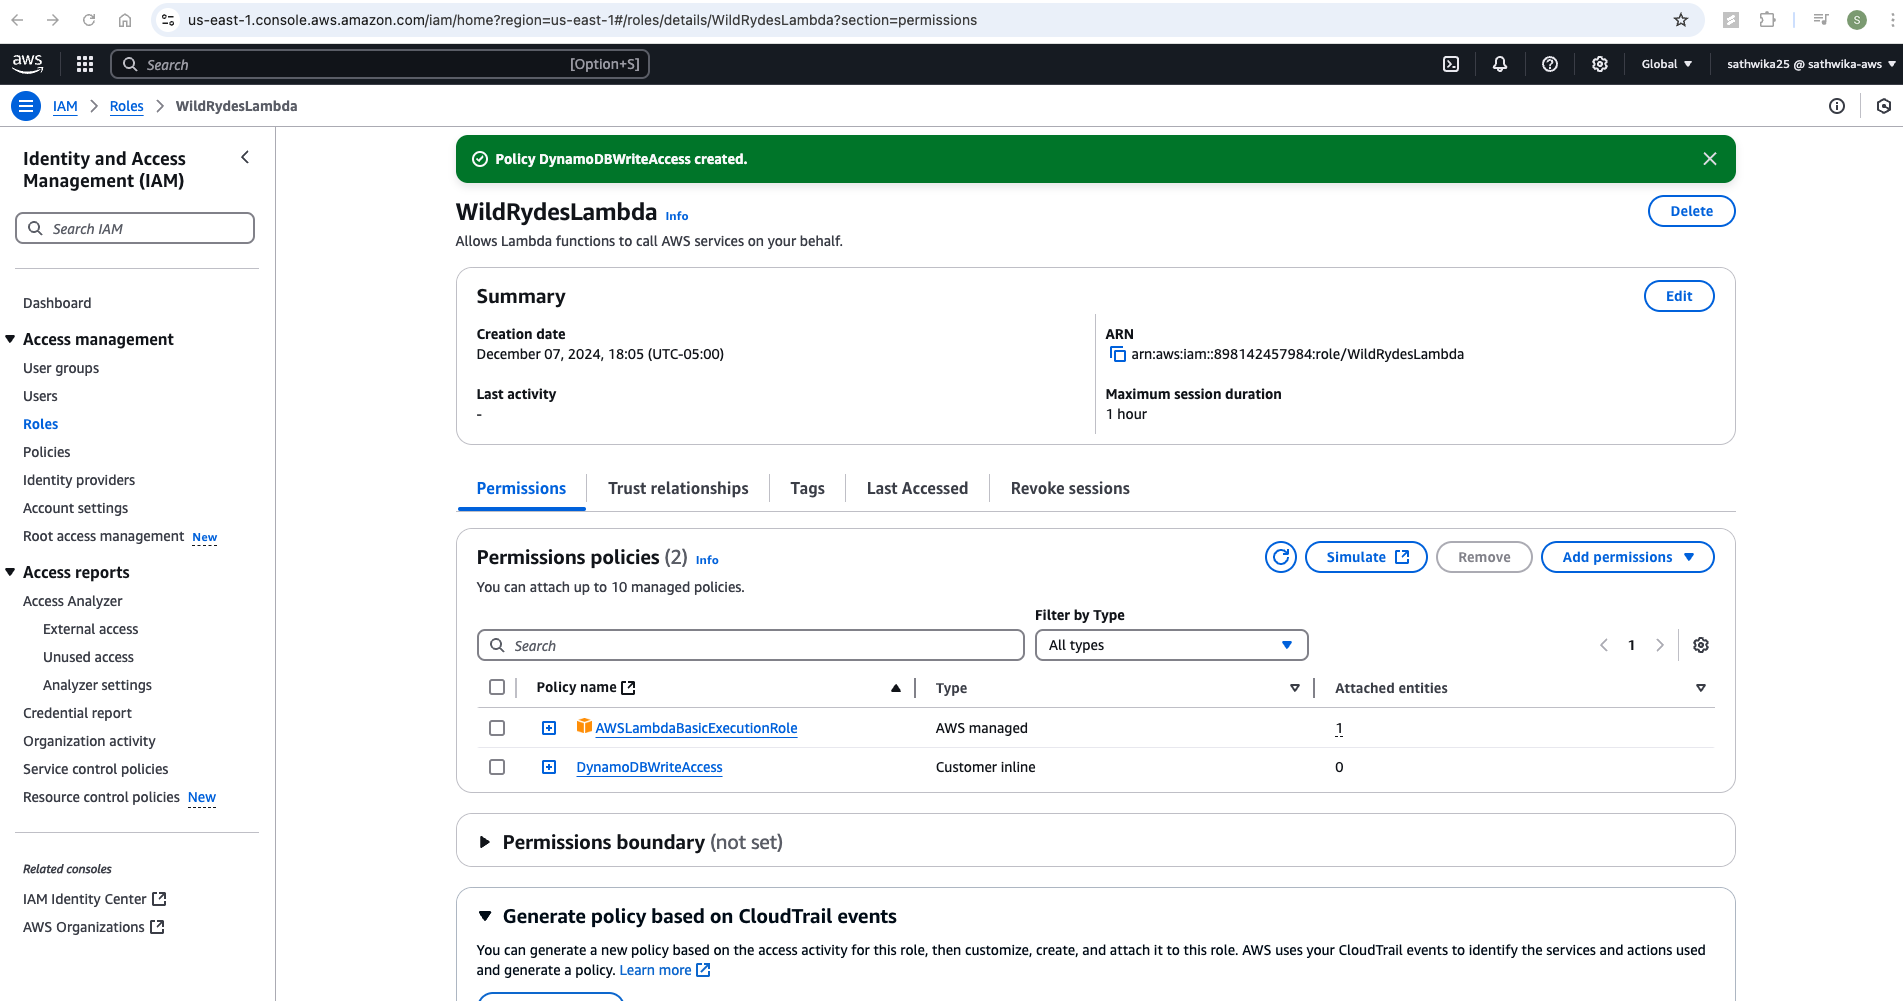 us-east-1.console.aws.amazon.com/iam/home?region=us-east-1#/roles/details/WildRydesLambda?section=permissions
S
aws
Search
[Option+S]
Global
sathwika25 @ sathwika-aws
IAM
Roles
WildRydesLambda
Identity and Access
Management (IAM)
Search IAM
Dashboard
Access management
User groups
Users
Roles
Policies
Identity providers
Account settings
Root access management New
Access reports
Access Analyzer
External access
Unused access
Analyzer settings
Credential report
Organization activity
Service control policies
Resource control policies New
Related consoles
IAM Identity Center
AWS Organizations
Policy DynamoDBWriteAccess created.
WildRydesLambda Info
Delete
Allows Lambda functions to call AWS services on your behalf.
Summary
Edit
Creation date
December 07, 2024, 18:05 (UTC-05:00)
ARN
arn:aws:iam::898142457984:role/WildRydesLambda
Last activity
-
Maximum session duration
1 hour
Permissions
Trust relationships
Tags
Last Accessed
Revoke sessions
Permissions policies (2) Info
Simulate
Remove
Add permissions
You can attach up to 10 managed policies.
Filter by Type
Search
All types
1
Policy name
Type
Attached entities
AWSLambdaBasicExecutionRole
AWS managed
1
DynamoDBWriteAccess
Customer inline
0
Permissions boundary (not set)
Generate policy based on CloudTrail events
You can generate a new policy based on the access activity for this role, then customize, create, and attach it to this role. AWS uses your CloudTrail events to identify the services and actions used
and generate a policy. Learn more